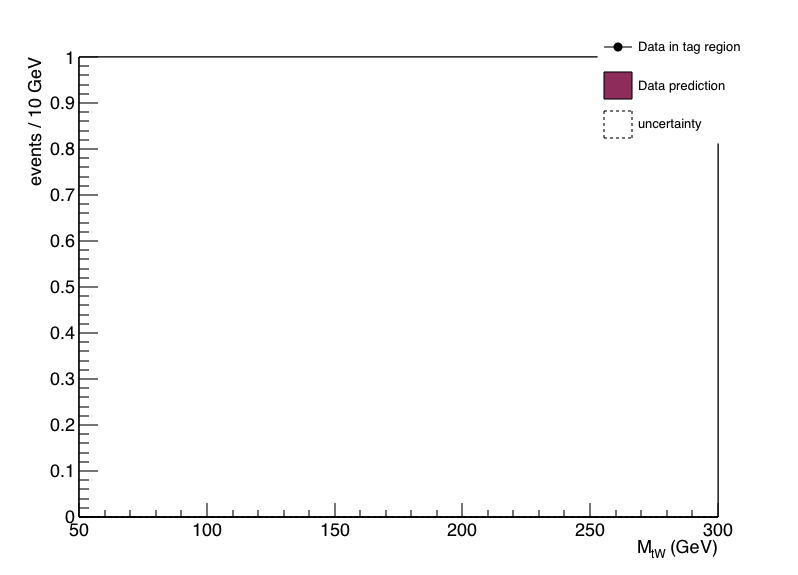 Data in tag region
Data prediction
uncertainty
events / 10 GeV
1
0.9
0.8
0.7
0.6
0.5
0.4
0.3
0.2
0.1
0
50 100 150 200 250 300
M_tW (GeV)